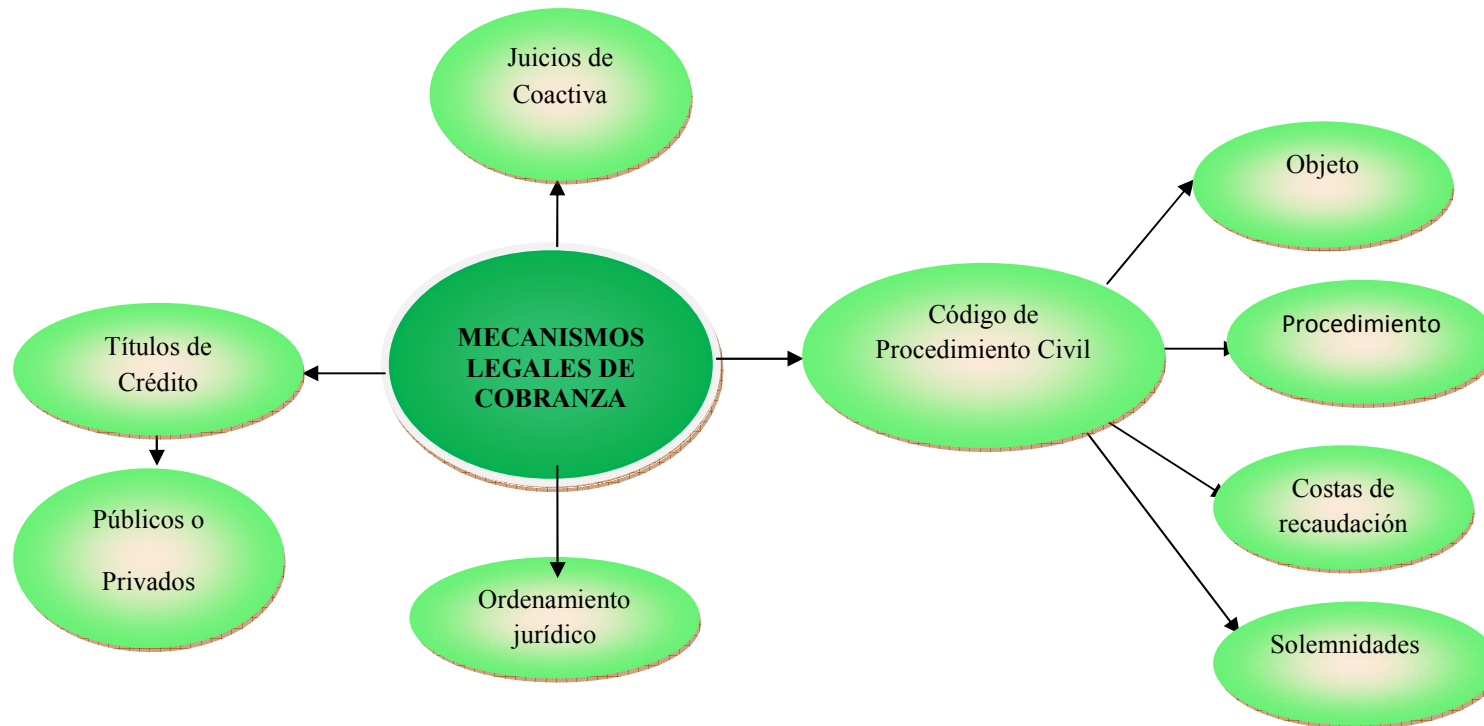 Juicios de
Coactiva
Objeto
Títulos de
Crédito
MECANISMOS
LEGALES DE
COBRANZA
Código de
Procedimiento Civil
Procedimiento
Públicos o
Privados
Ordenamiento
jurídico
Costas de
recaudación
Solemnidades